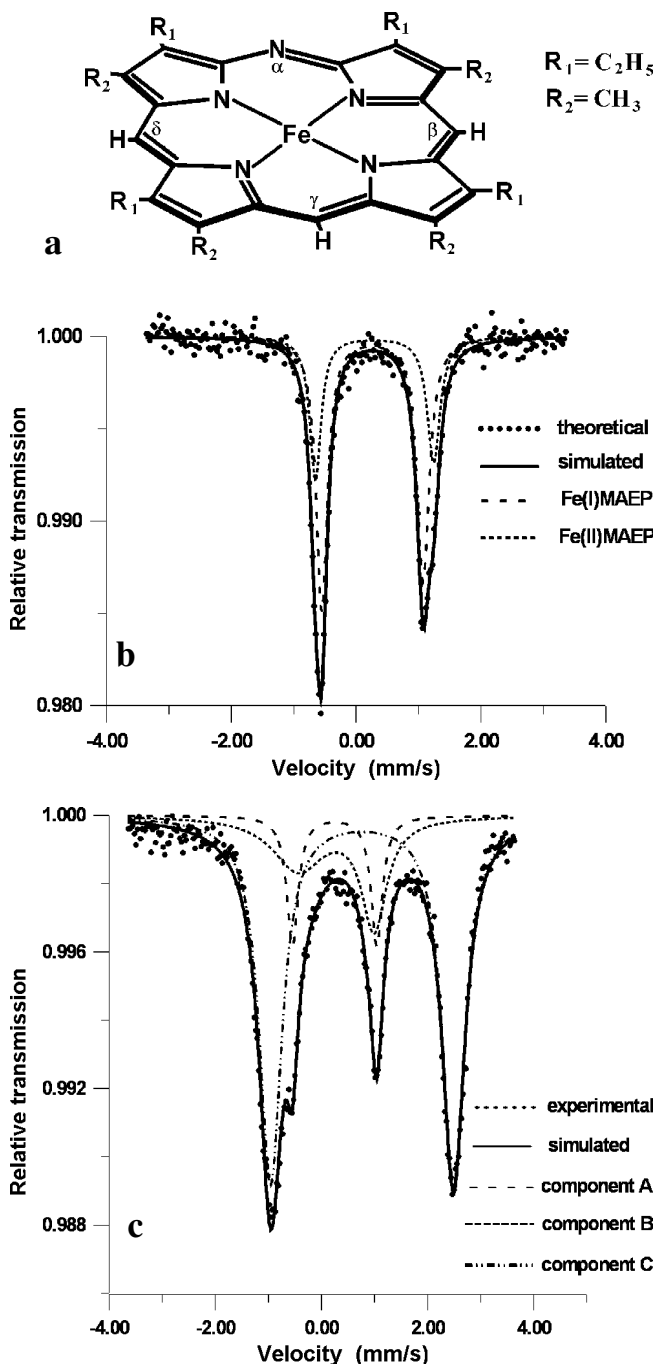 a
R1
N
α
R1
R2
R2
R1=C2H5
R2=CH3
N
N
Fe
H
δ
β
H
N
N
R1
R1
R2
γ
R2
H
b
1.000
0.990
0.980
Relative transmission
theoretical
simulated
Fe(I)MAEP
Fe(II)MAEP
-4.00 -2.00 0.00 2.00 4.00
Velocity (mm/s)
c
1.000
0.996
0.992
0.988
Relative transmission
experimental
simulated
component A
component B
component C
-4.00 -2.00 0.00 2.00 4.00
Velocity (mm/s)